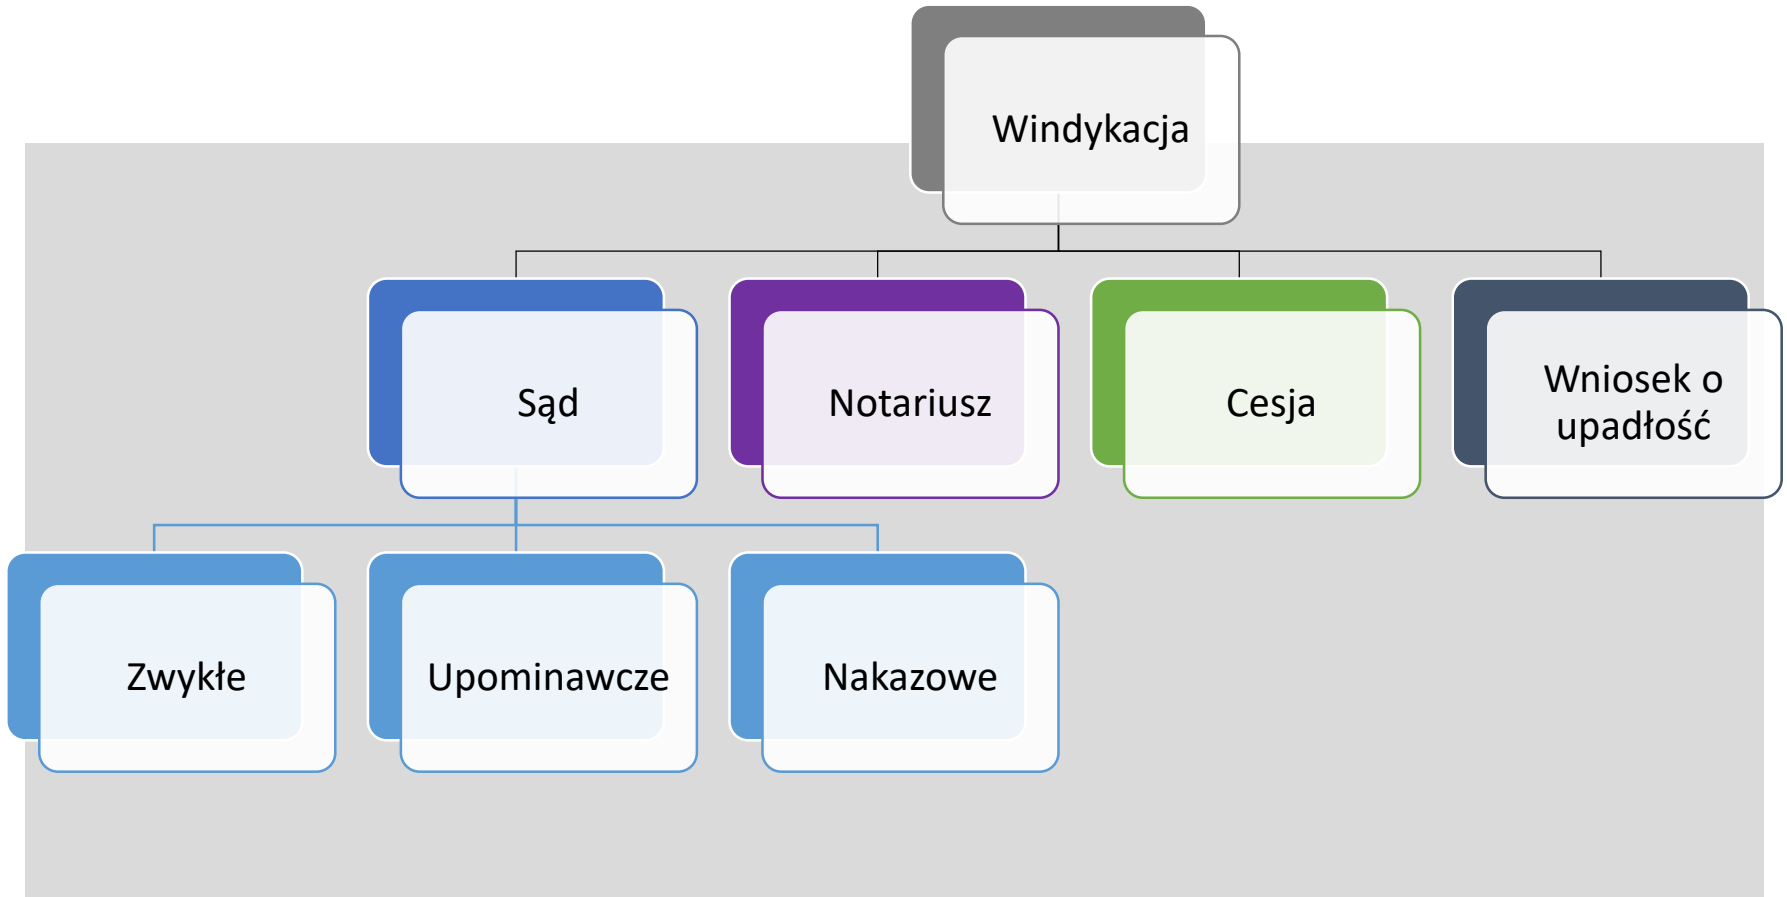 Windykacja
Sąd
Notariusz
Cesja
Wniosek o
upadłość
Zwykłe
Upominawcze
Nakazowe